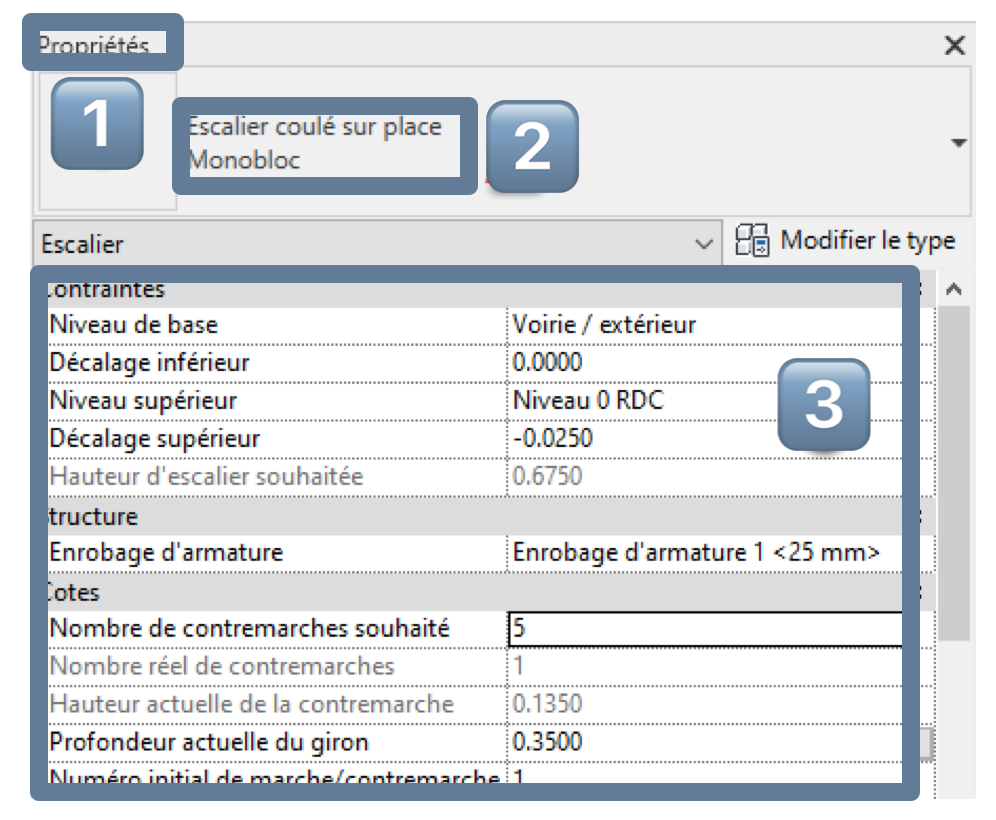 Propriétés
1
Escalier coulé sur place
Monobloc
2
Escalier
Modifier le type
Contraintes
Niveau de base Voirie / extérieur
Décalage inférieur 0.0000
Niveau supérieur Niveau 0 RDC
3
Décalage supérieur -0.0250
Hauteur d'escalier souhaitée 0.6750
Structure
Enrobage d'armature Enrobage d'armature 1 <25 mm>
Cotes
Nombre de contremarches souhaité 5
Nombre réel de contremarches 1
Hauteur actuelle de la contremarche 0.1350
Profondeur actuelle du giron 0.3500
Numéro initial de marche/contremarche 1